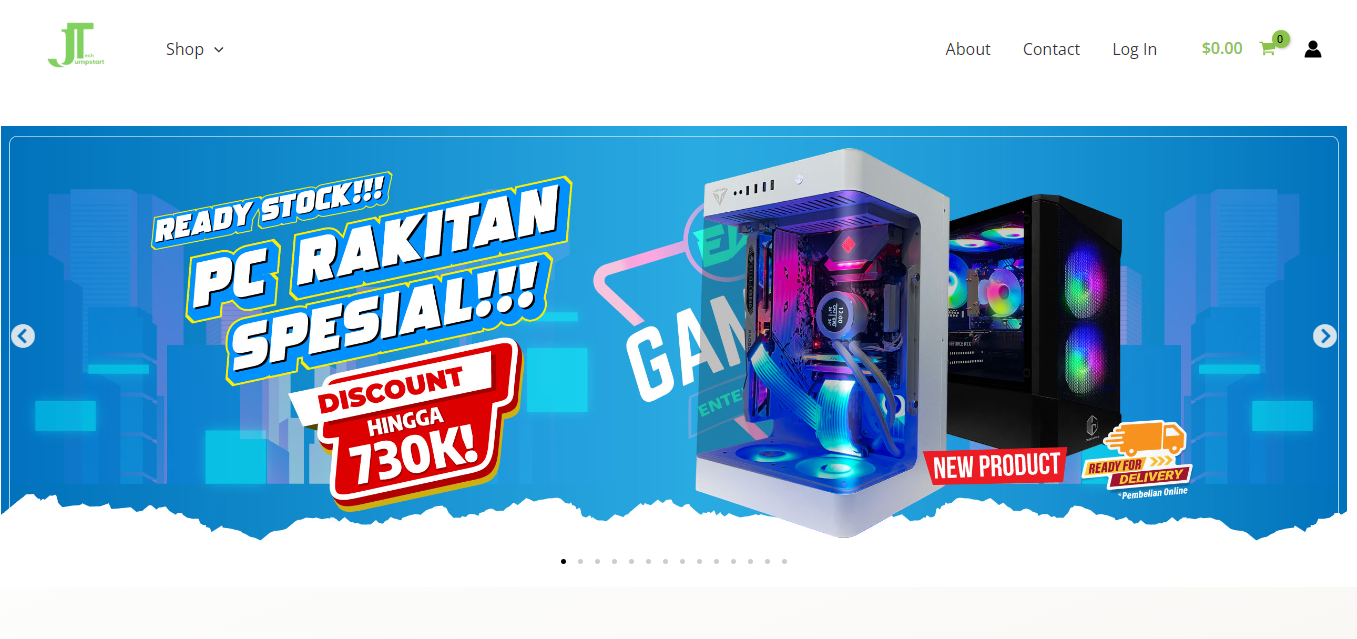 JT
ech
umpstart
Shop
About
Contact
Log In
$0.00
0
READY STOCK!!!
PC RAKITAN
SPESIAL!!!
DISCOUNT
HINGGA
730K!
GAM
ENTE
NEW PRODUCT
READY FOR
DELIVERY
*Pembelian Online